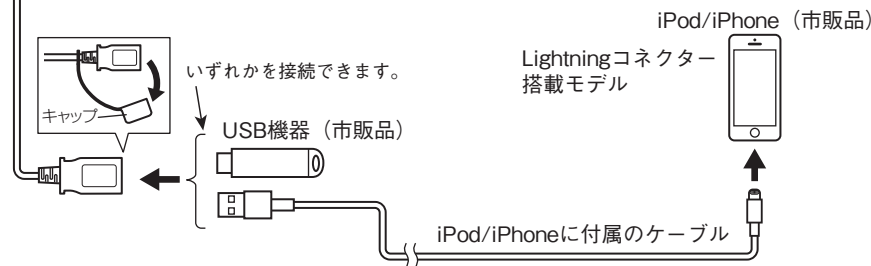 iPod/iPhone（市販品）
Lightningコネクター
搭載モデル
いずれかを接続できます。
キャップ
USB機器（市販品）
iPod/iPhoneに付属のケーブル